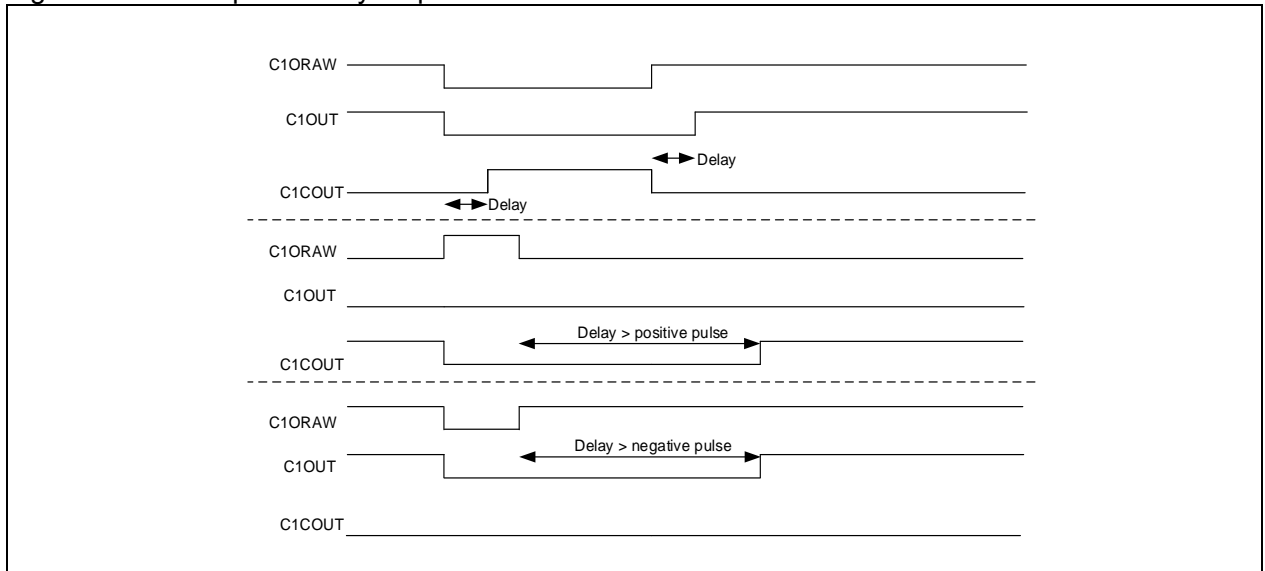 C1ORAW
C1OUT
Delay
C1COUT
Delay
C1ORAW
C1OUT
Delay > positive pulse
C1COUT
C1ORAW
Delay > negative pulse
C1OUT
C1COUT